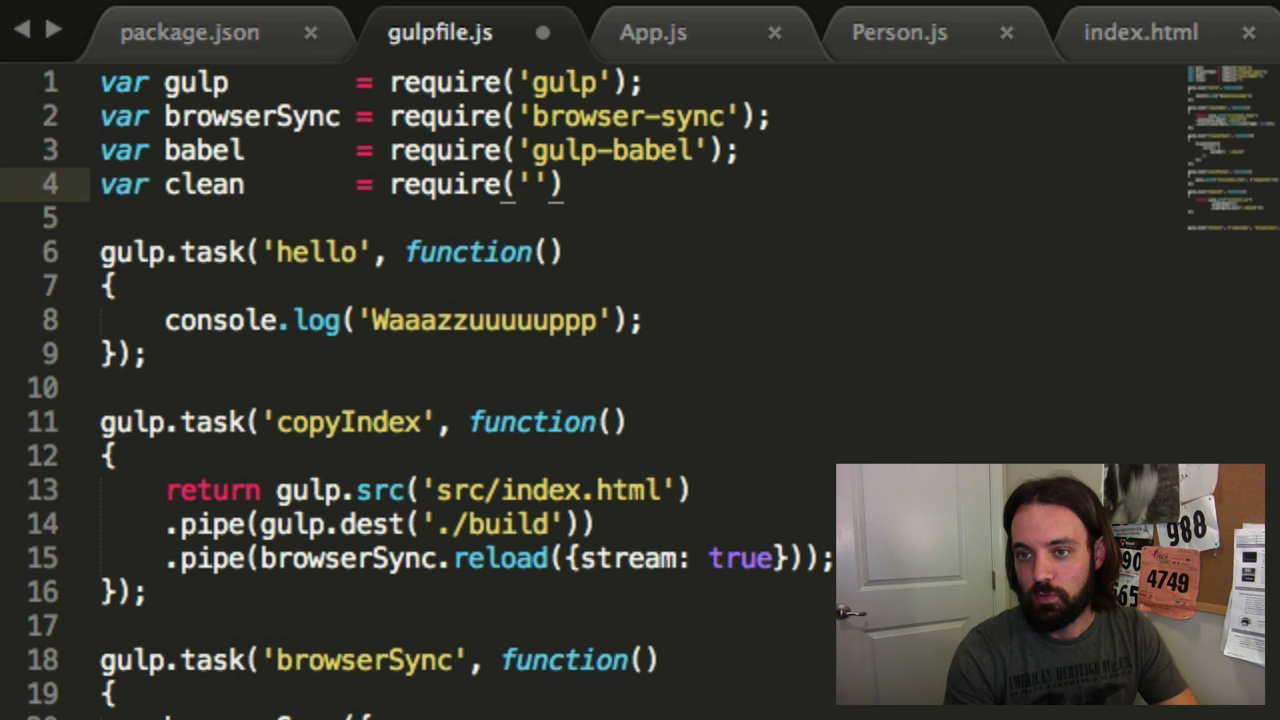 package.json × gulpfile.js App.js × Person.js × index.html ×
1 var gulp = require('gulp');
2 var browserSync = require('browser-sync');
3 var babel = require('gulp-babel');
4 var clean = require('')
5
6 gulp.task('hello', function()
7 {
8 console.log('Waaazzuuuuuppp');
9 });
10
11 gulp.task('copyIndex', function()
12 {
13 return gulp.src('src/index.html')
14 .pipe(gulp.dest('./build'))
15 .pipe(browserSync.reload({stream: true}));
16 });
17
18 gulp.task('browserSync', function()
19 {
988
90
4749
665
AMERICAN HERITAGE